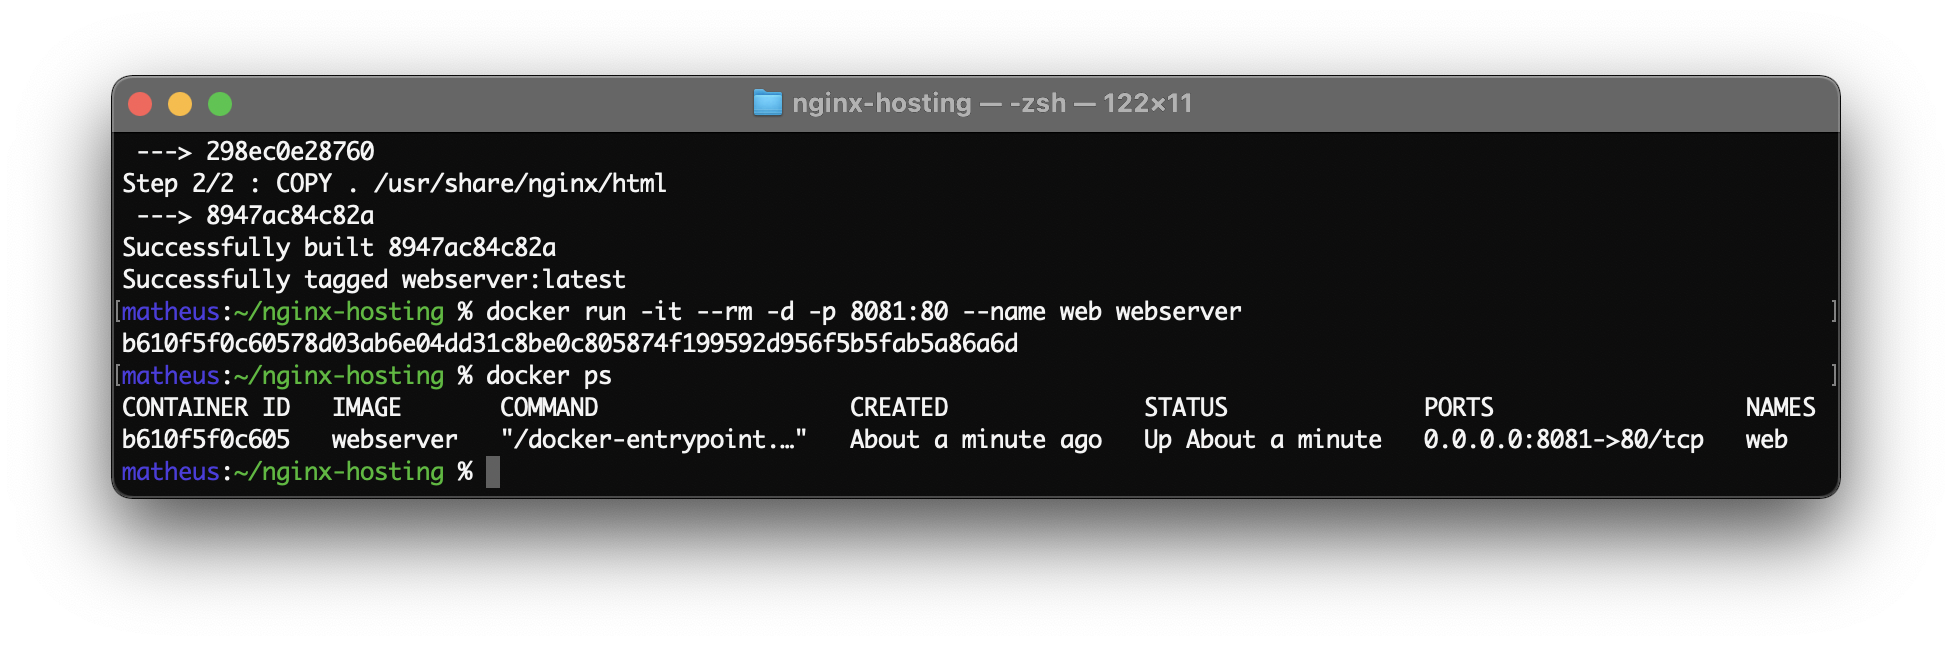 nginx-hosting — -zsh — 122×11
---> 298ec0e28760
Step 2/2 : COPY . /usr/share/nginx/html
---> 8947ac84c82a
Successfully built 8947ac84c82a
Successfully tagged webserver:latest
[matheus:~/nginx-hosting % docker run -it --rm -d -p 8081:80 --name web webserver ]
b610f5f0c60578d03ab6e04dd31c8be0c805874f199592d956f5b5fab5a86a6d
[matheus:~/nginx-hosting % docker ps ]
CONTAINER ID IMAGE COMMAND CREATED STATUS PORTS NAMES
b610f5f0c605 webserver "/docker-entrypoint.…" About a minute ago Up About a minute 0.0.0.0:8081->80/tcp web
matheus:~/nginx-hosting %